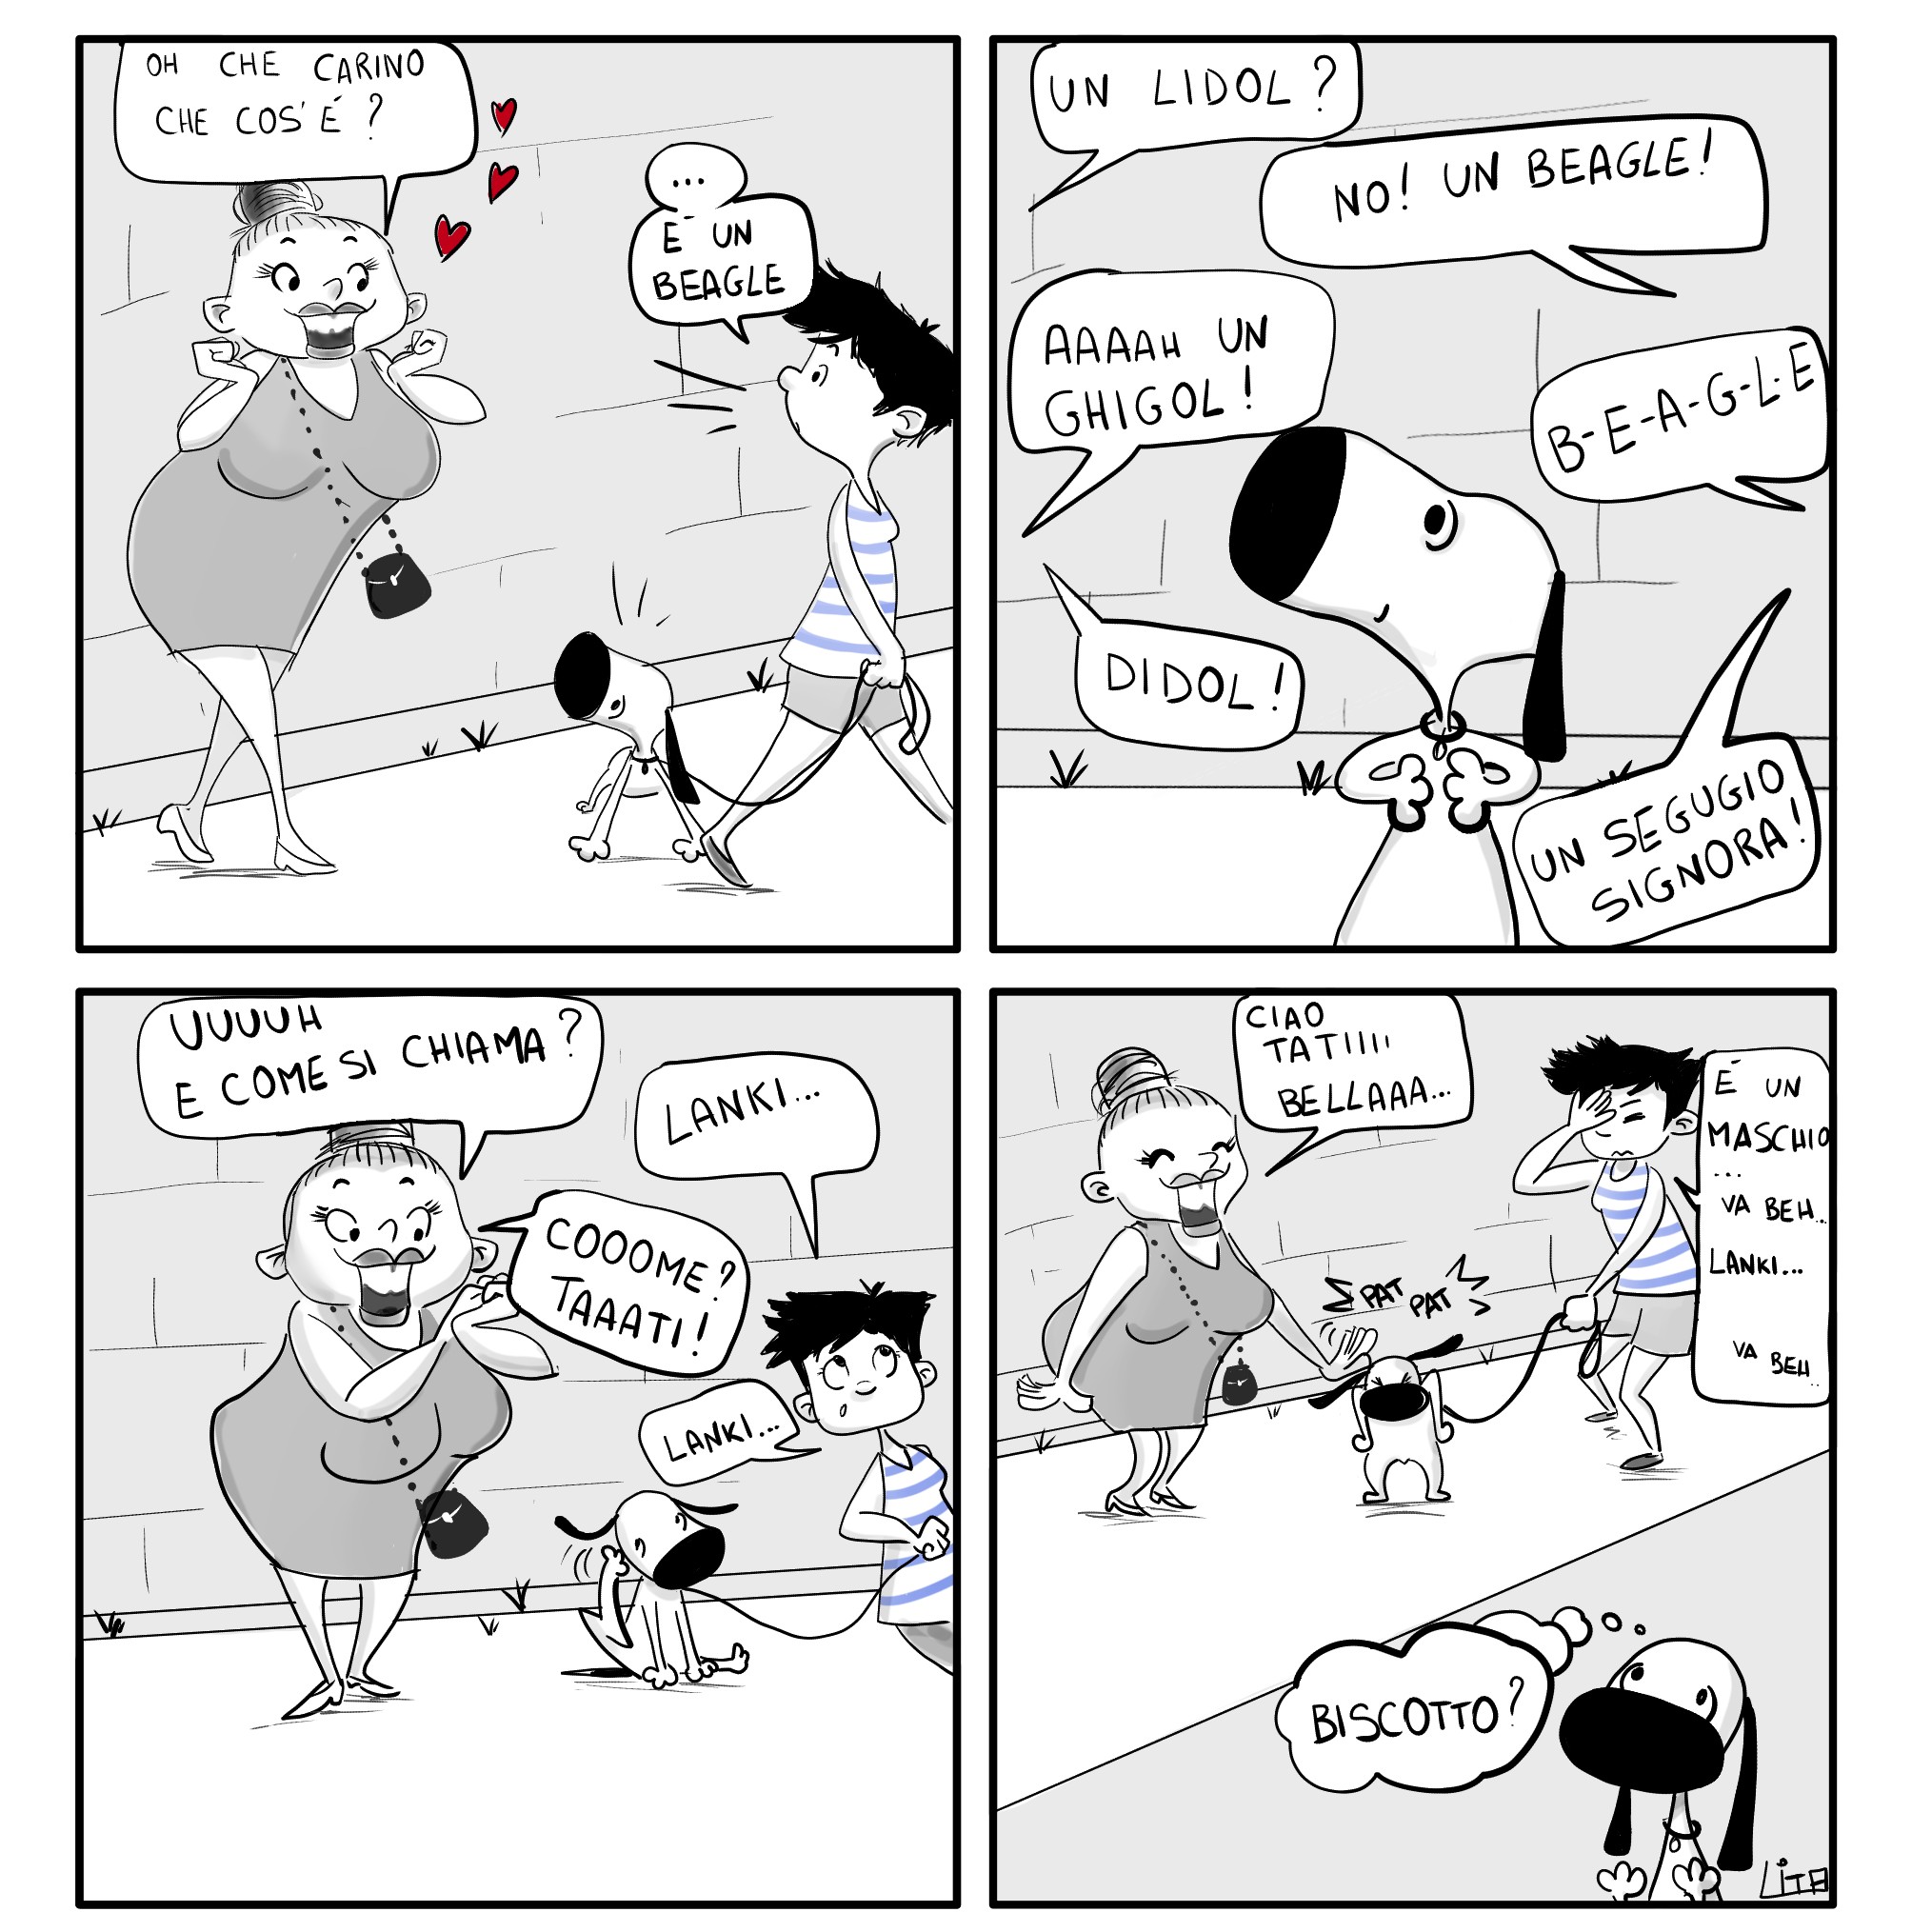 OH CHE CARINO
CHE COS'É ?
...
É UN
BEAGLE
UN LIDOL ?
NO! UN BEAGLE!
AAAAH UN
GHIGOL!
B-E-A-G-L-E
DIDOL!
UN SEGUGIO
SIGNORA!
UUUUH
E COME SI CHIAMA ?
LANKI...
COOOME?
TAAATI!
LANKI...
CIAO
TATIIII
BELLAAA...
É UN
MASCHIO
...
VA BEH...
LANKI...
VA BEH..
PAT
PAT
BISCOTTO?
LITA